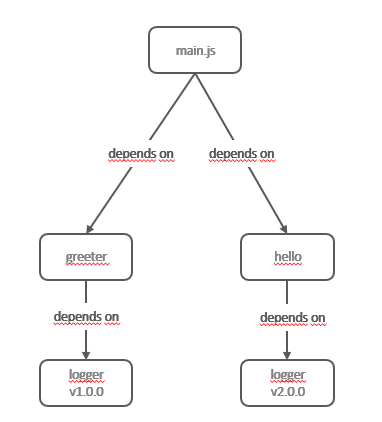 main.js
depends on
depends on
greeter
hello
depends on
depends on
logger
v1.0.0
logger
v2.0.0